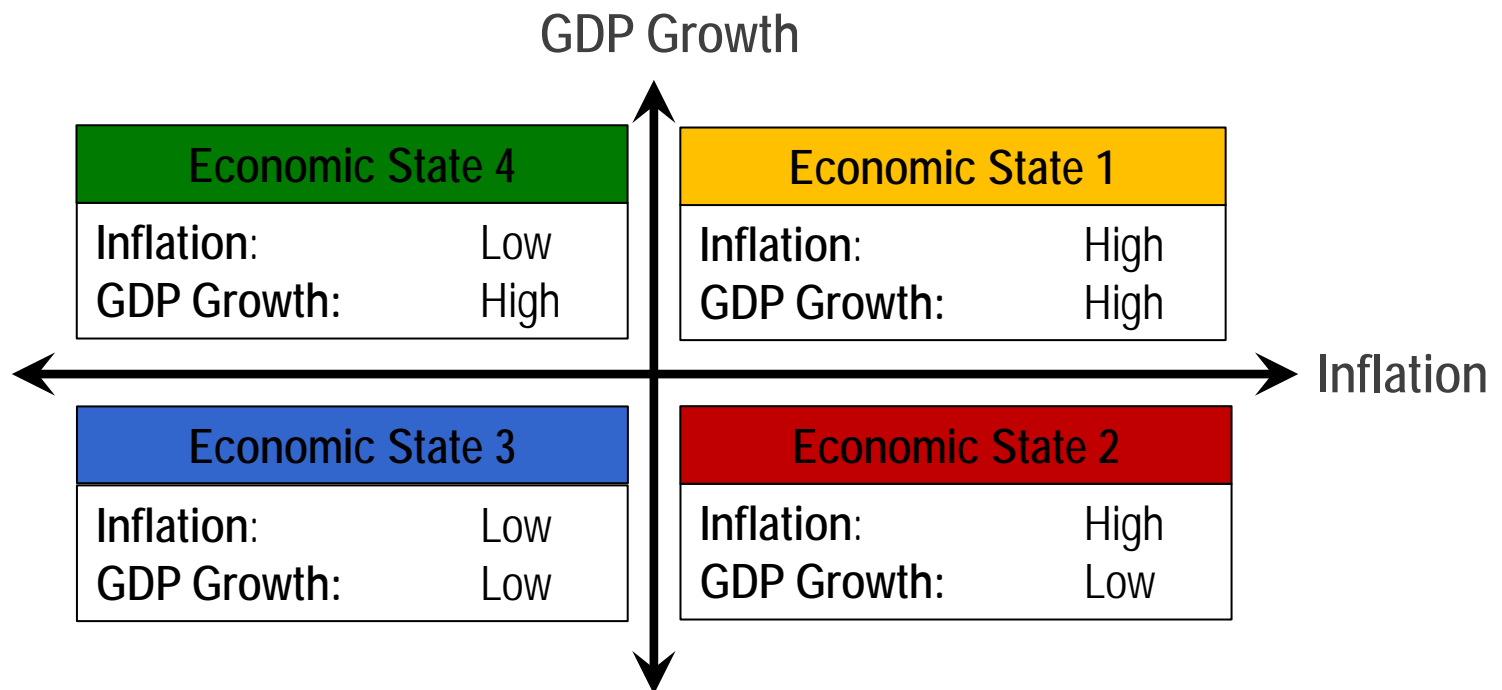 GDP Growth
Economic State 4
Inflation: Low
GDP Growth: High
Economic State 1
Inflation: High
GDP Growth: High
Inflation
Economic State 3
Inflation: Low
GDP Growth: Low
Economic State 2
Inflation: High
GDP Growth: Low